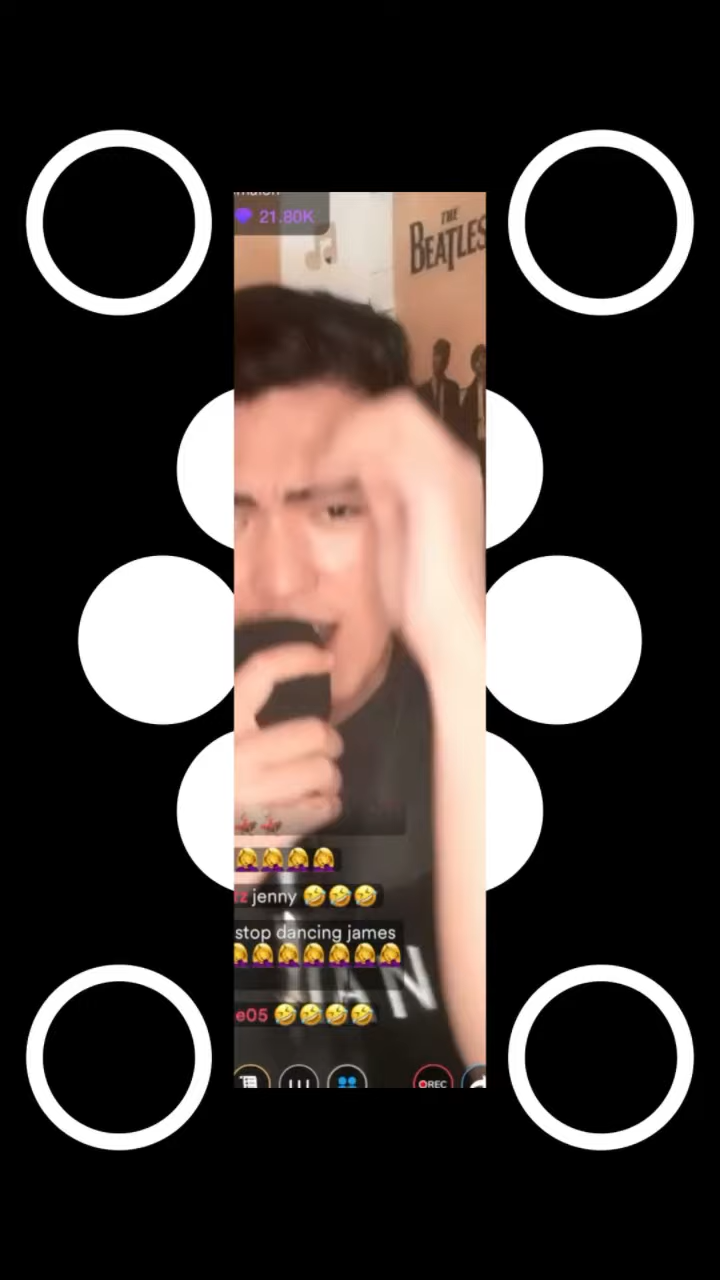 21.80K
THE
BEATLES
z jenny 🤣🤣🤣
stop dancing james
🤦‍♀️🤦‍♀️🤦‍♀️🤦‍♀️🤦‍♀️🤦‍♀️🤦‍♀️
e05 🤣🤣🤣🤣
REC